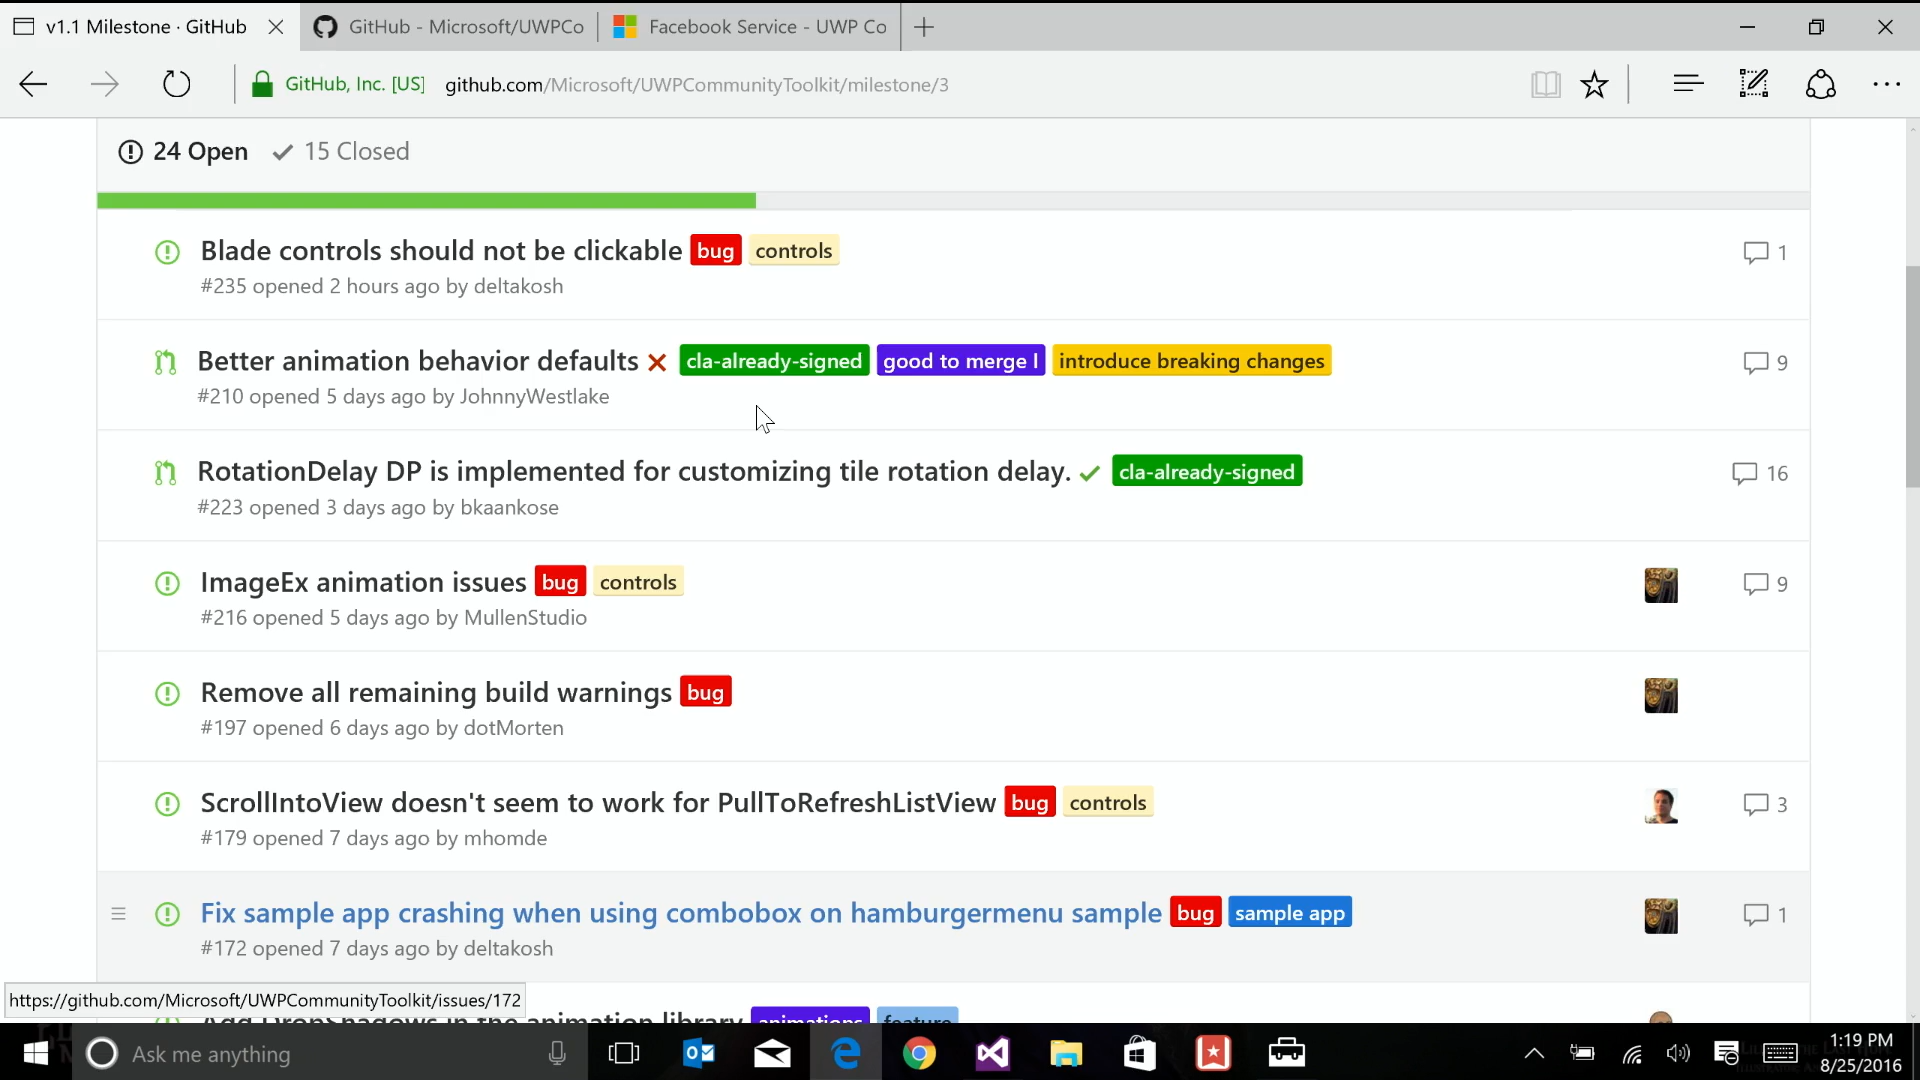 v1.1 Milestone · GitHub
GitHub - Microsoft/UWPCo
Facebook Service - UWP Co
GitHub, Inc. [US] github.com/Microsoft/UWPCommunityToolkit/milestone/3
24 Open 15 Closed
Blade controls should not be clickable bug controls 1
#235 opened 2 hours ago by deltakosh
Better animation behavior defaults cla-already-signed good to merge I introduce breaking changes 9
#210 opened 5 days ago by JohnnyWestlake
RotationDelay DP is implemented for customizing tile rotation delay. cla-already-signed 16
#223 opened 3 days ago by bkaankose
ImageEx animation issues bug controls 9
#216 opened 5 days ago by MullenStudio
Remove all remaining build warnings bug
#197 opened 6 days ago by dotMorten
ScrollIntoView doesn't seem to work for PullToRefreshListView bug controls 3
#179 opened 7 days ago by mhomde
Fix sample app crashing when using combobox on hamburgermenu sample bug sample app 1
#172 opened 7 days ago by deltakosh
https://github.com/Microsoft/UWPCommunityToolkit/issues/172
Add DropShadows in the animation library animations feature
Ask me anything
1:19 PM
8/25/2016